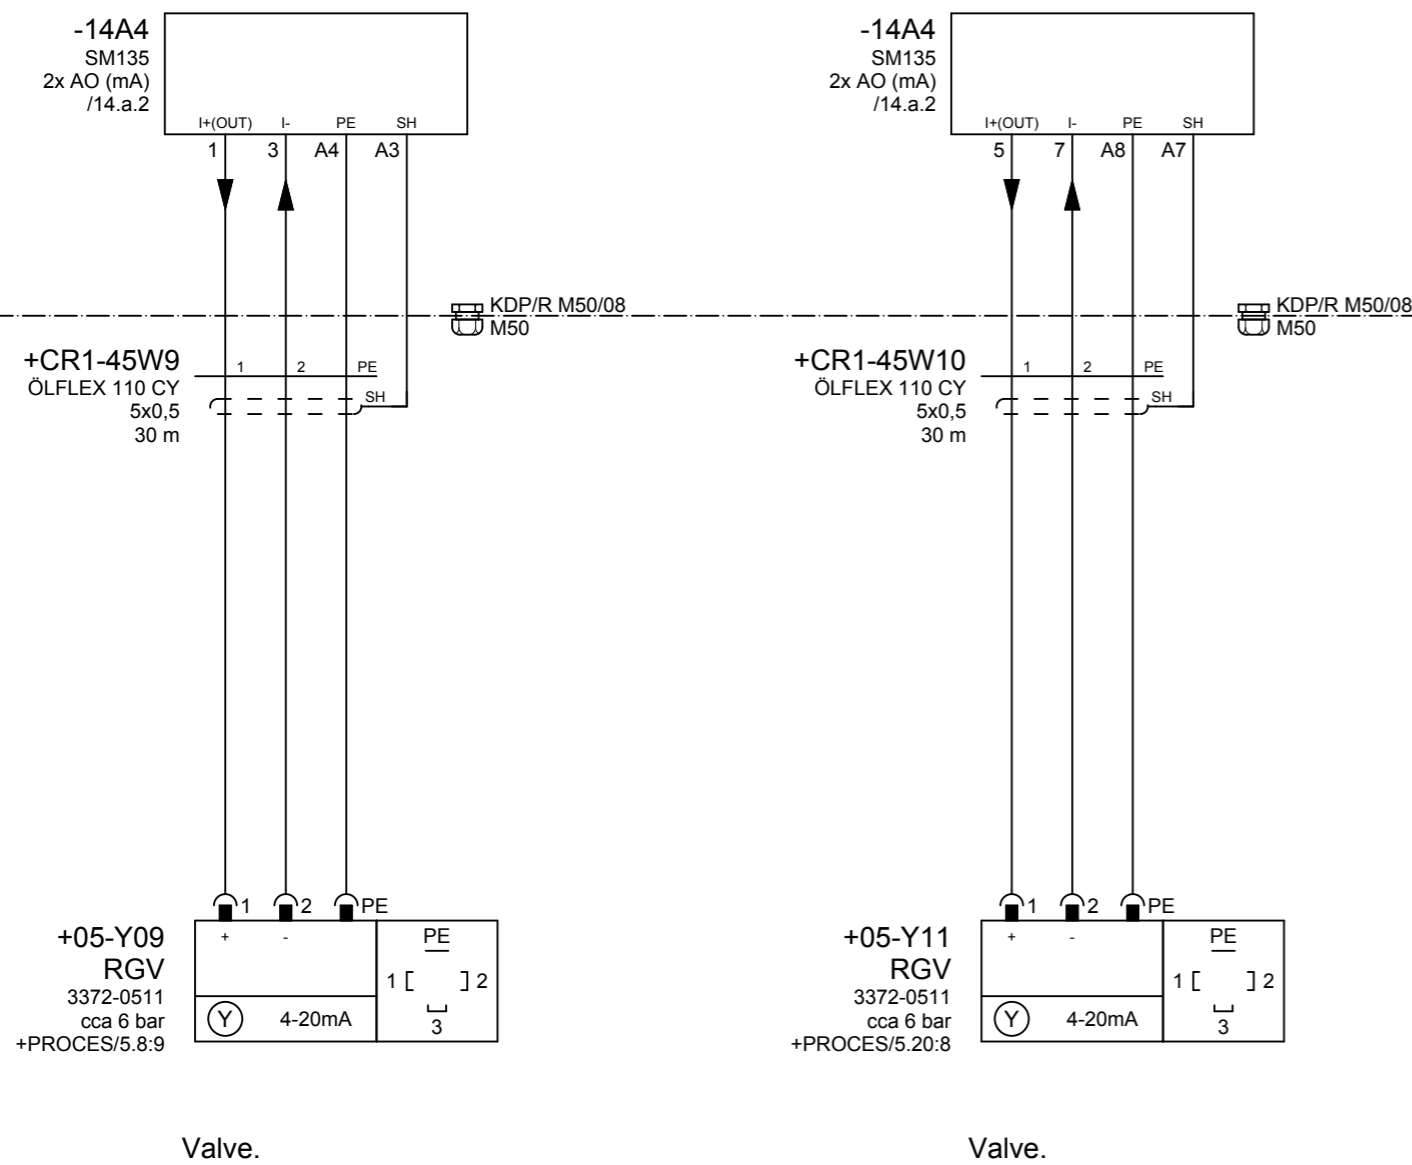 -14A4
SM135
2x AO (mA)
/14.a.2
I+(OUT) I- PE SH
1 3 A4 A3
KDP/R M50/08
M50
+CR1-45W9
ÖLFLEX 110 CY
5x0,5
30 m
1 2 PE
SH
1 2 PE
+05-Y09
RGV
3372-0511
cca 6 bar
+PROCES/5.8:9
+ -
Y 4-20mA
PE
1 2
3
Valve.
-14A4
SM135
2x AO (mA)
/14.a.2
I+(OUT) I- PE SH
5 7 A8 A7
KDP/R M50/08
M50
+CR1-45W10
ÖLFLEX 110 CY
5x0,5
30 m
1 2 PE
SH
1 2 PE
+05-Y11
RGV
3372-0511
cca 6 bar
+PROCES/5.20:8
+ -
Y 4-20mA
PE
1 2
3
Valve.